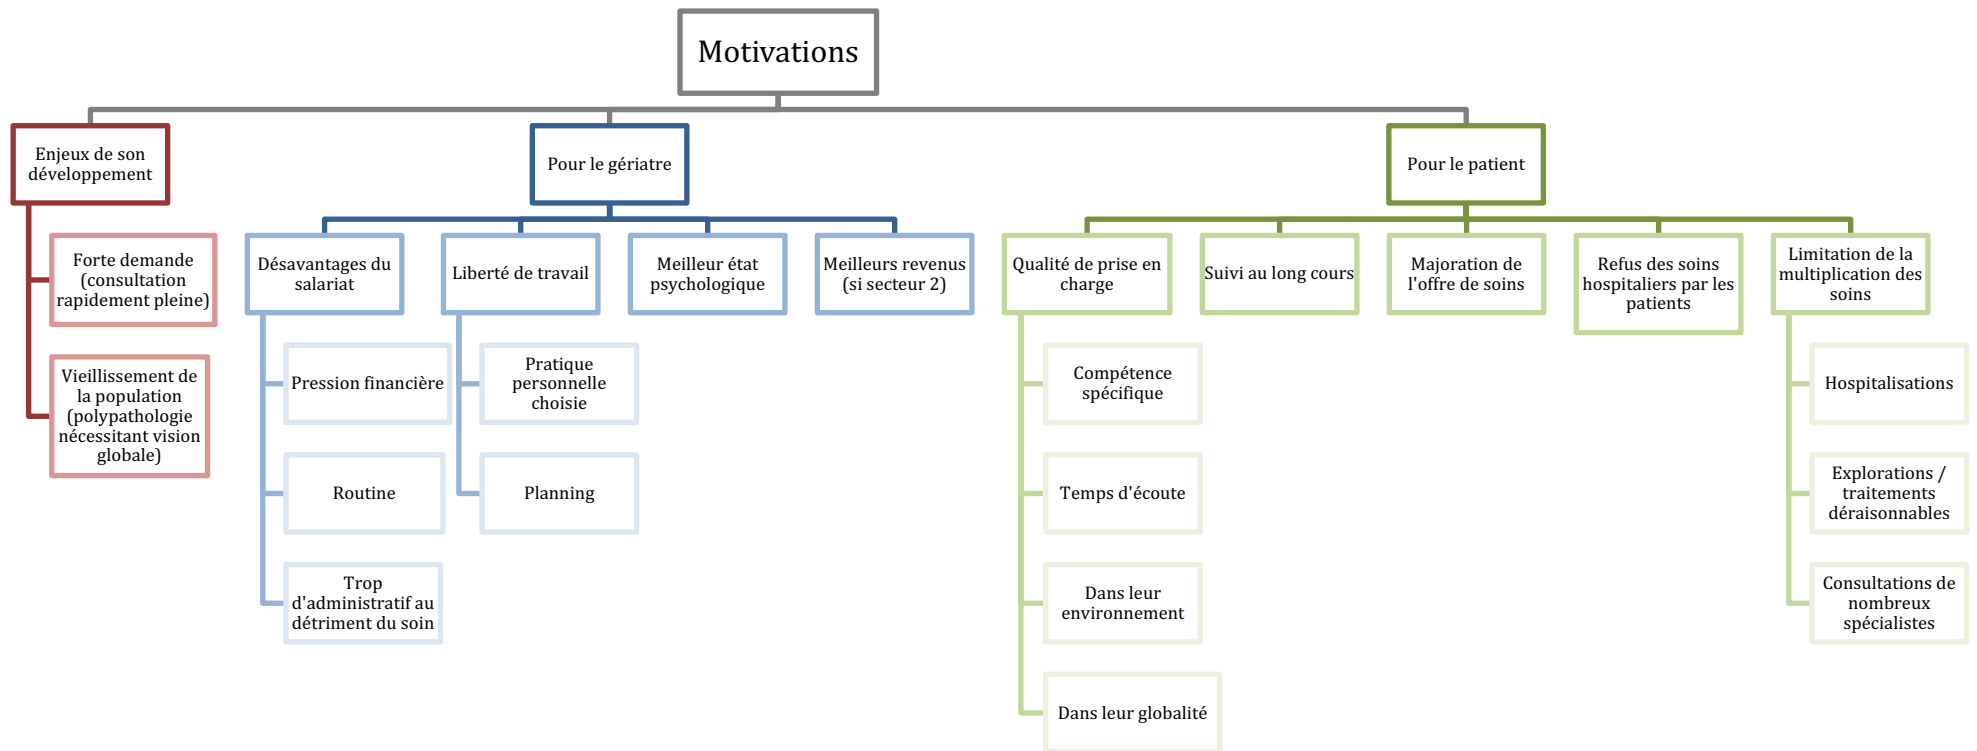 Motivations
Enjeux de son
développement
Pour le gériatre
Pour le patient
Forte demande
(consultation
rapidement pleine)
Vieillissement de
la population
(polypathologie
nécessitant vision
globale)
Désavantages du
salariat
Liberté de travail
Meilleur état
psychologique
Meilleurs revenus
(si secteur 2)
Pression financière
Routine
Trop
d'administratif au
détriment du soin
Pratique
personnelle
choisie
Planning
Qualité de prise en
charge
Suivi au long cours
Majoration de
l'offre de soins
Refus des soins
hospitaliers par les
patients
Limitation de la
multiplication des
soins
Compétence
spécifique
Temps d'écoute
Dans leur
environnement
Dans leur globalité
Hospitalisations
Explorations /
traitements
déraisonnables
Consultations de
nombreux
spécialistes